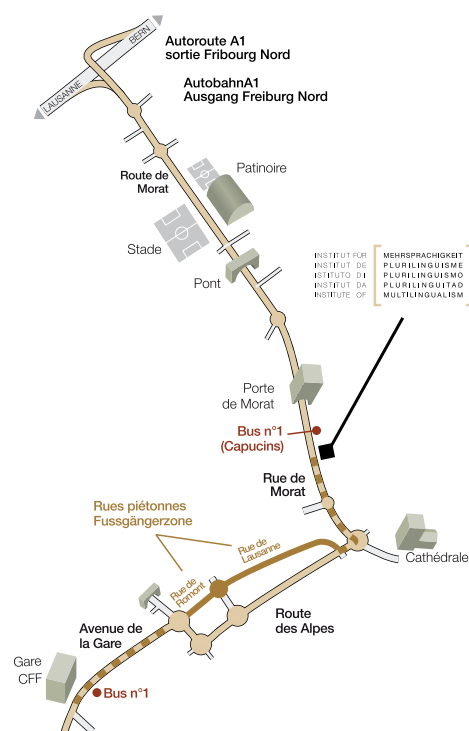 BERN
LAUSANNE
Autoroute A1
sortie Fribourg Nord
AutobahnA1
Ausgang Freiburg Nord
Route de
Morat
Patinoire
Stade
Pont
INSTITUT FÜR MEHRSPRACHIGKEIT
INSTITUT DE PLURILINGUISME
ISTITUTO DI PLURILINGUISMO
INSTITUT DA PLURILINGUITAD
INSTITUTE OF MULTILINGUALISM
Porte
de Morat
Bus n°1
(Capucins)
Rue de
Morat
Rues piétonnes
Fussgängerzone
Rue de
Lausanne
Cathédrale
Rue de
Romont
Avenue de
la Gare
Route
des Alpes
Gare
CFF
Bus n°1